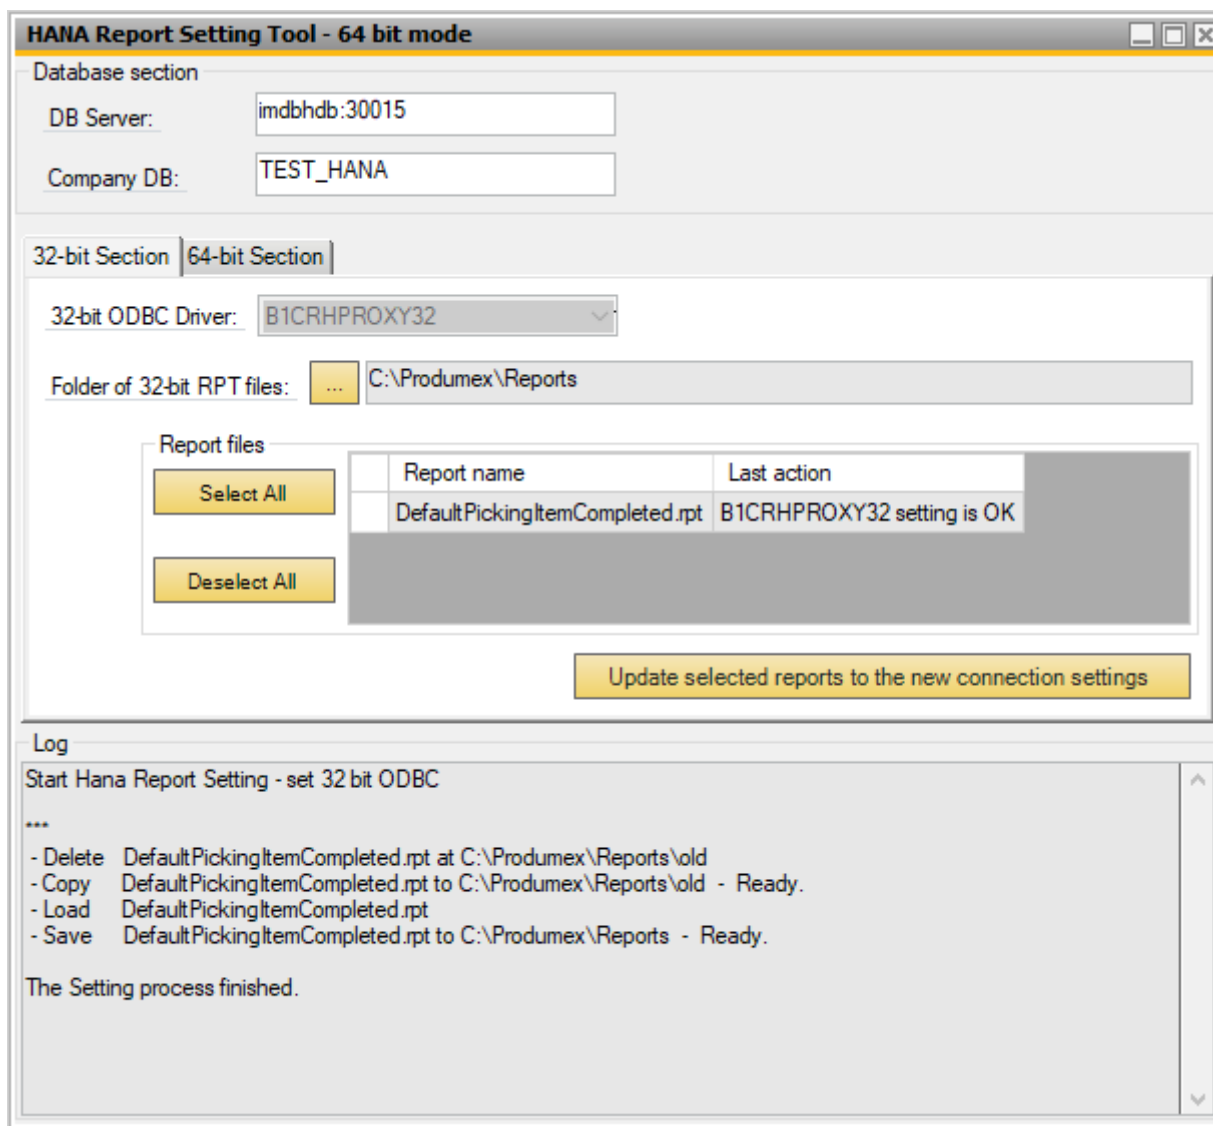 HANA Report Setting Tool - 64 bit mode
Database section
DB Server: imdbhdb:30015
Company DB: TEST_HANA
32-bit Section 64-bit Section
32-bit ODBC Driver: B1CRHPROXY32
Folder of 32-bit RPT files: ... C:\Produmex\Reports
Report files
Report name Last action
Select All
DefaultPickingItemCompleted.rpt B1CRHPROXY32 setting is OK
Deselect All
Update selected reports to the new connection settings
Log
Start Hana Report Setting - set 32 bit ODBC
***
- Delete DefaultPickingItemCompleted.rpt at C:\Produmex\Reports\old
- Copy DefaultPickingItemCompleted.rpt to C:\Produmex\Reports\old - Ready.
- Load DefaultPickingItemCompleted.rpt
- Save DefaultPickingItemCompleted.rpt to C:\Produmex\Reports - Ready.
The Setting process finished.